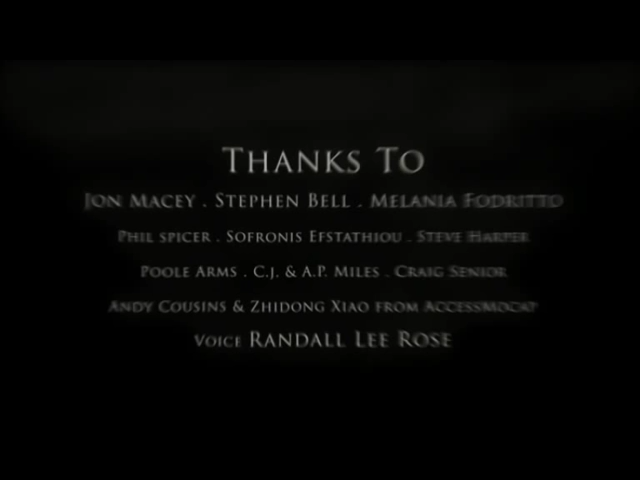 THANKS TO
JON MACEY . STEPHEN BELL . MELANIA FODRITTO
PHIL SPICER . SOFRONIS EFSTATHIOU . STEVE HARPER
POOLE ARMS . C.J. & A.P. MILES . CRAIG SENIOR
ANDY COUSINS & ZHIDONG XIAO FROM ACCESSMOCAP
VOICE RANDALL LEE ROSE